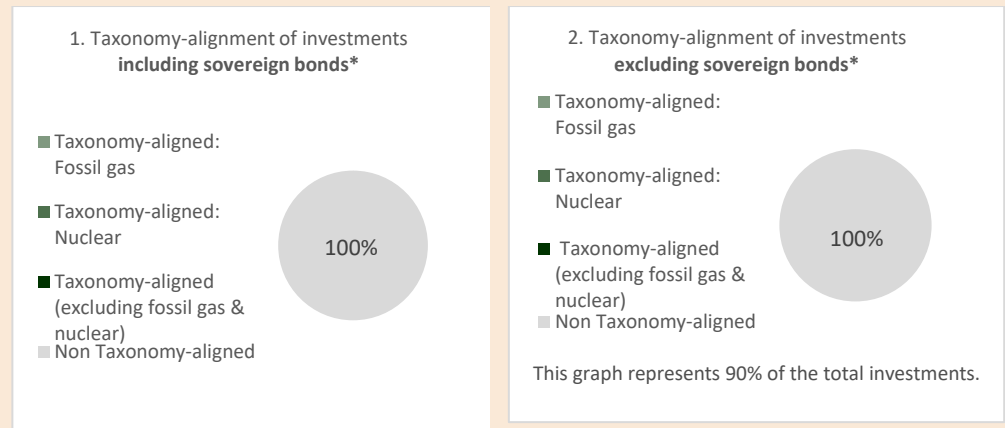 1. Taxonomy-alignment of investments
including sovereign bonds*
Taxonomy-aligned:
Fossil gas
Taxonomy-aligned:
Nuclear
Taxonomy-aligned
(excluding fossil gas &
nuclear)
Non Taxonomy-aligned
100%
2. Taxonomy-alignment of investments
excluding sovereign bonds*
Taxonomy-aligned:
Fossil gas
Taxonomy-aligned:
Nuclear
Taxonomy-aligned
(excluding fossil gas &
nuclear)
Non Taxonomy-aligned
100%
This graph represents 90% of the total investments.